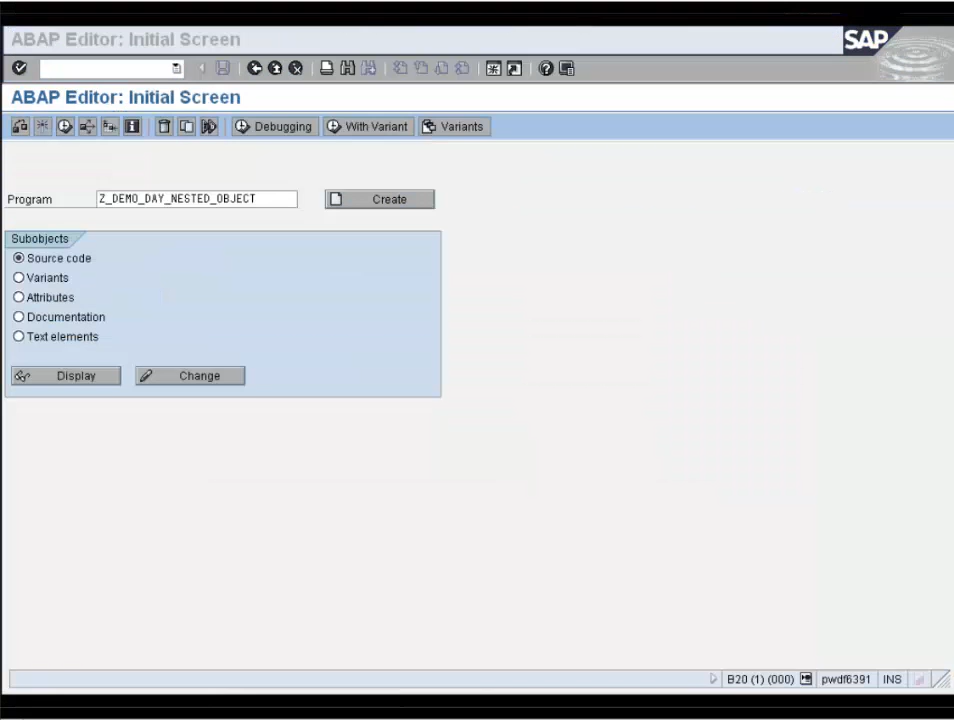 ABAP Editor: Initial Screen
SAP
ABAP Editor: Initial Screen
Debugging With Variant Variants
Program Z_DEMO_DAY_NESTED_OBJECT Create
Subobjects
Source code
Variants
Attributes
Documentation
Text elements
Display Change
B20 (1) (000) pwdf6391 INS